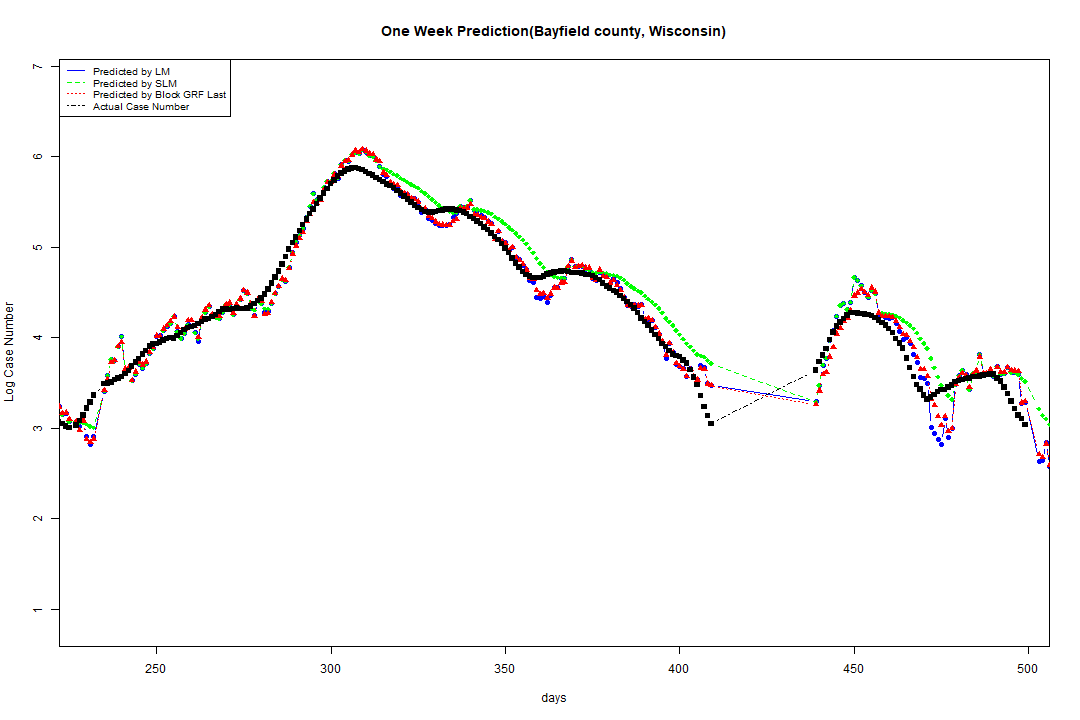 One Week Prediction(Bayfield county, Wisconsin)
7
Predicted by LM
Predicted by SLM
Predicted by Block GRF Last
Actual Case Number
6
5
4
3
2
1
Log Case Number
250 300 350 400 450 500
days